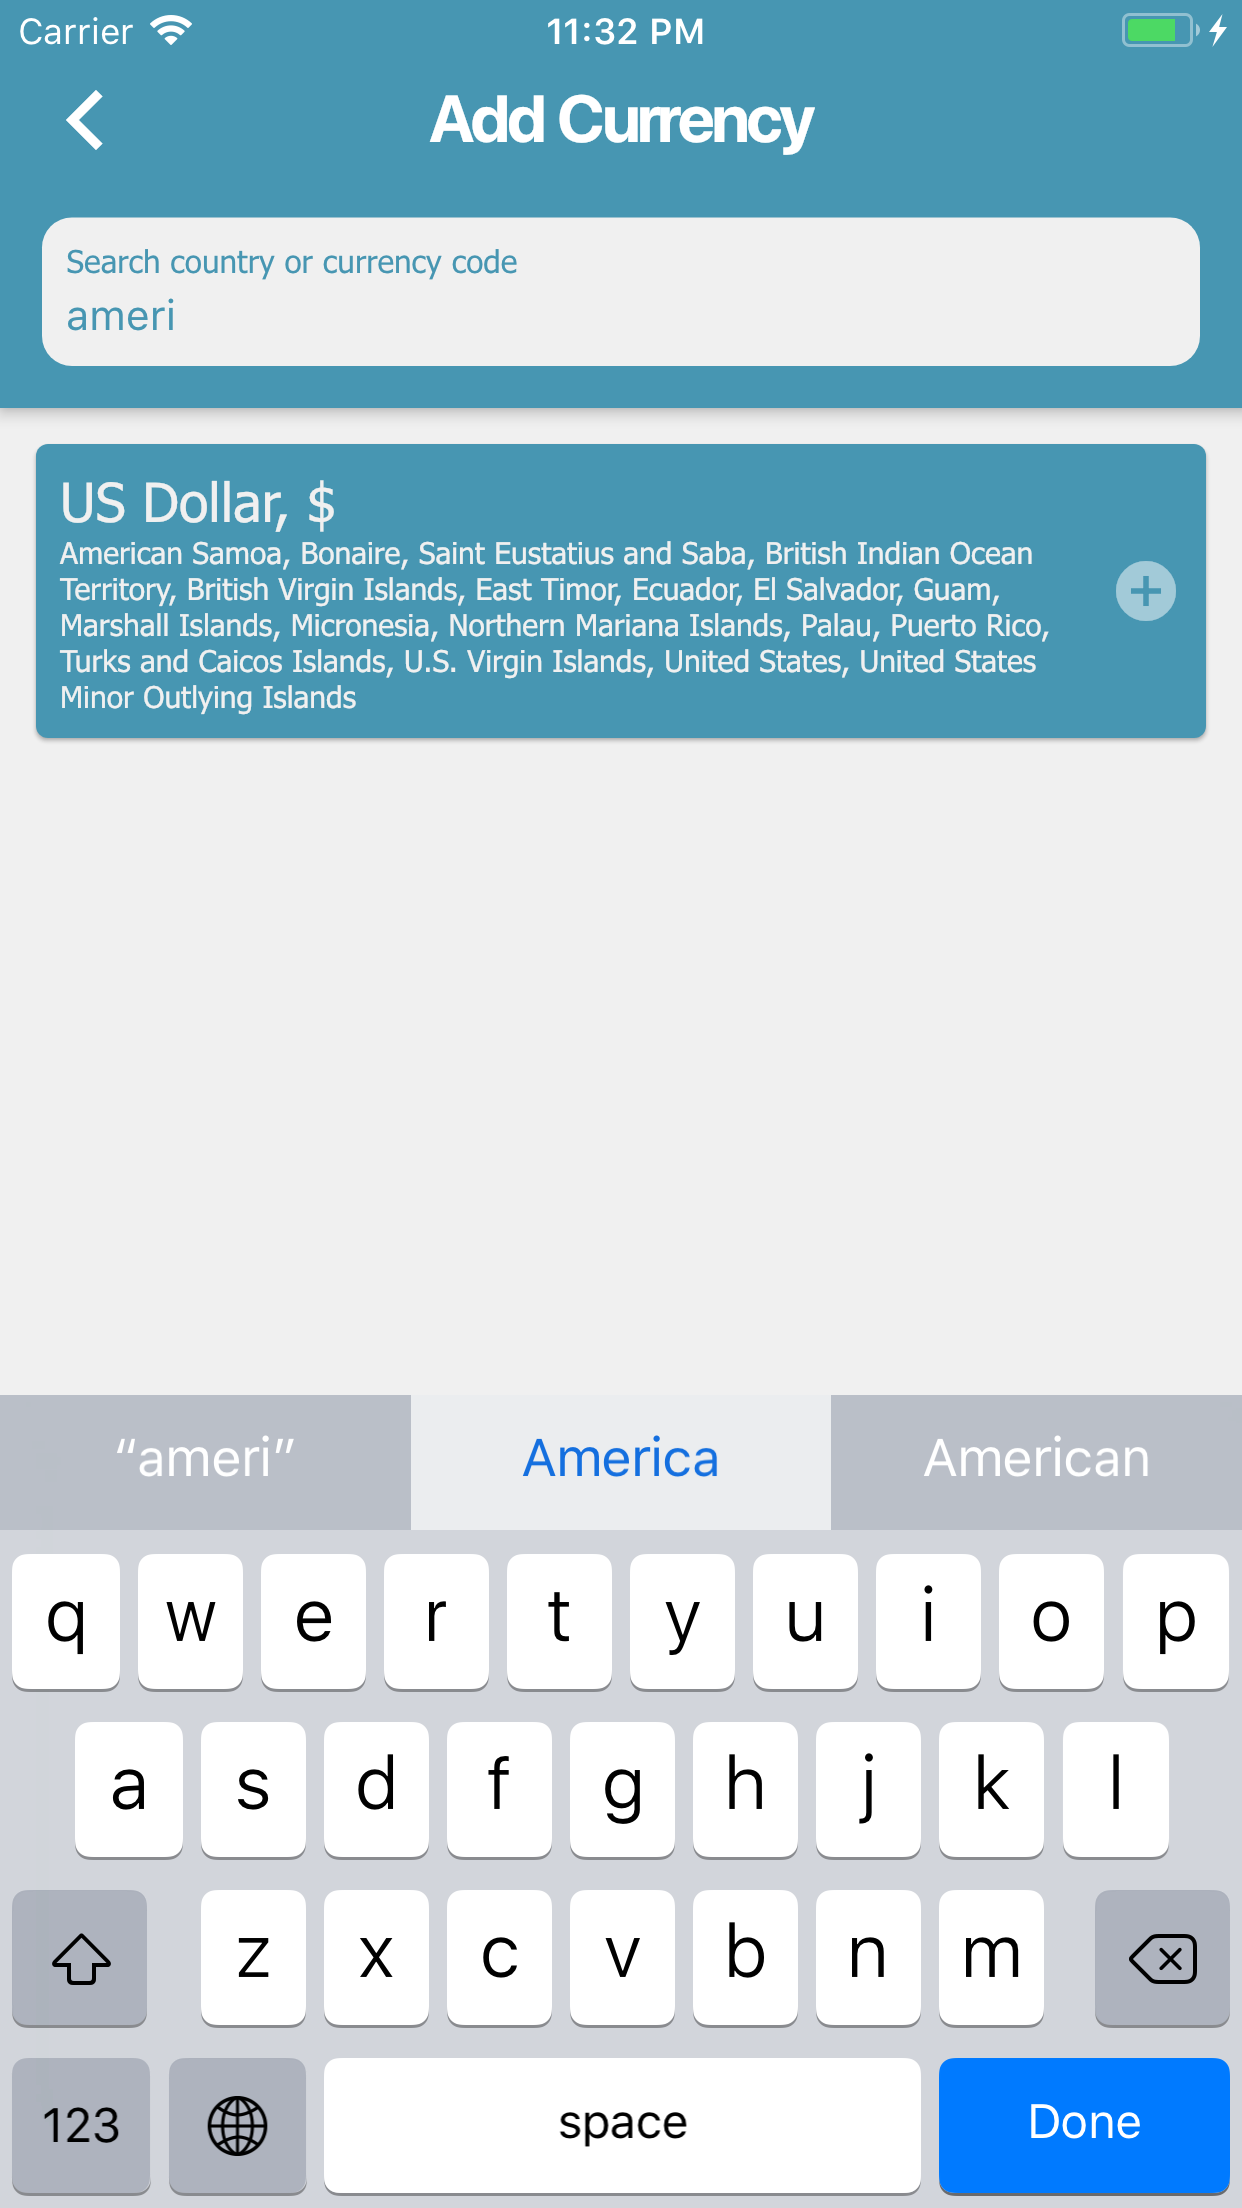 Carrier
11:32 PM
Add Currency
Search country or currency code
ameri
US Dollar, $
American Samoa, Bonaire, Saint Eustatius and Saba, British Indian Ocean
Territory, British Virgin Islands, East Timor, Ecuador, El Salvador, Guam,
Marshall Islands, Micronesia, Northern Mariana Islands, Palau, Puerto Rico,
Turks and Caicos Islands, U.S. Virgin Islands, United States, United States
Minor Outlying Islands
“ameri” America American
q w e r t y u i o p
a s d f g h j k l
z x c v b n m
123 space Done